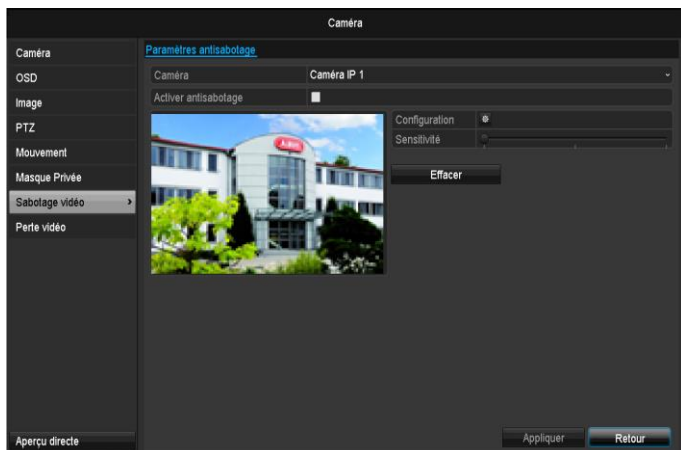 Caméra
Caméra
OSD
Image
PTZ
Mouvement
Masque Privée
Sabotage vidéo
Perte vidéo
Aperçu directe
Paramètres antisabotage
Caméra Caméra IP 1
Activer antisabotage
ABUS
Configuration
Sensitivité
Effacer
Appliquer Retour